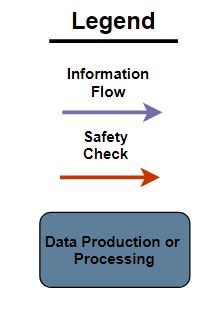 Legend
Information
Flow
Safety
Check
Data Production or
Processing